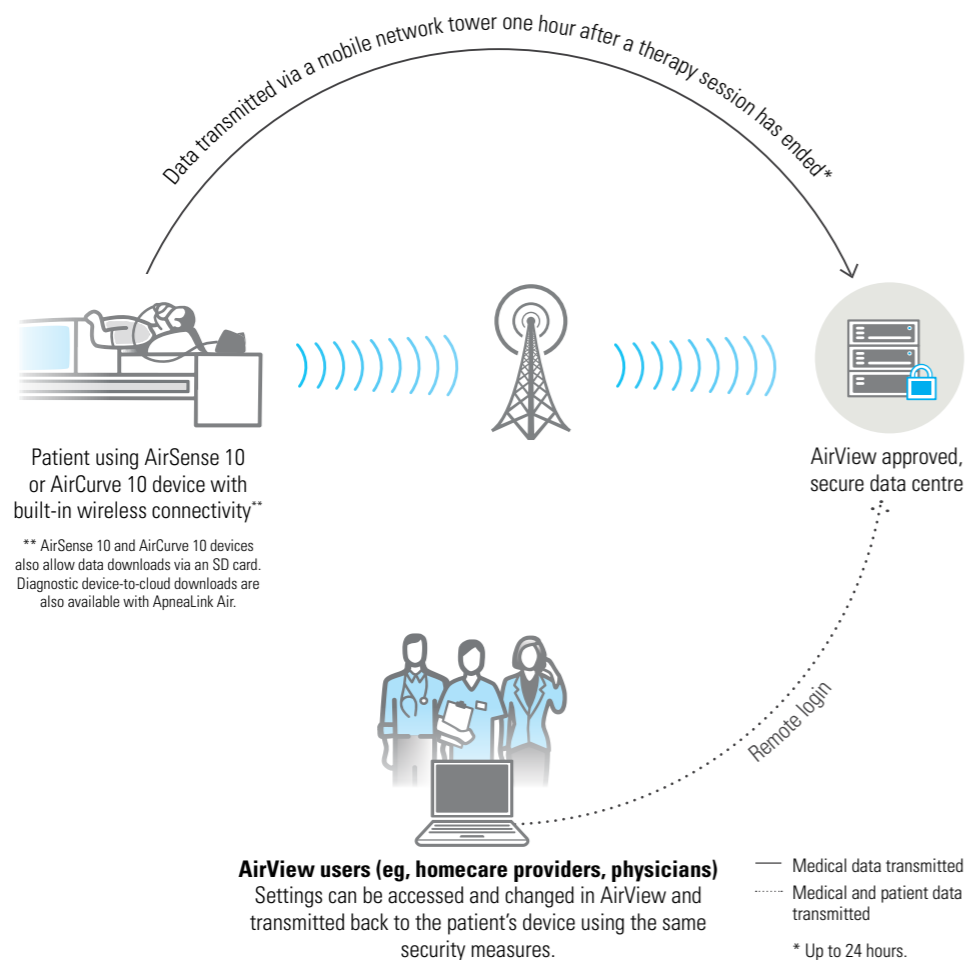 Data transmitted via a mobile network tower one hour after a therapy session has ended*
Patient using AirSense 10
or AirCurve 10 device with
built-in wireless connectivity**
** AirSense 10 and AirCurve 10 devices
also allow data downloads via an SD card.
Diagnostic device-to-cloud downloads are
also available with ApneaLink Air.
AirView approved,
secure data centre
Remote login
AirView users (eg, homecare providers, physicians)
Settings can be accessed and changed in AirView and
transmitted back to the patient’s device using the same
security measures.
Medical data transmitted
Medical and patient data
transmitted
* Up to 24 hours.